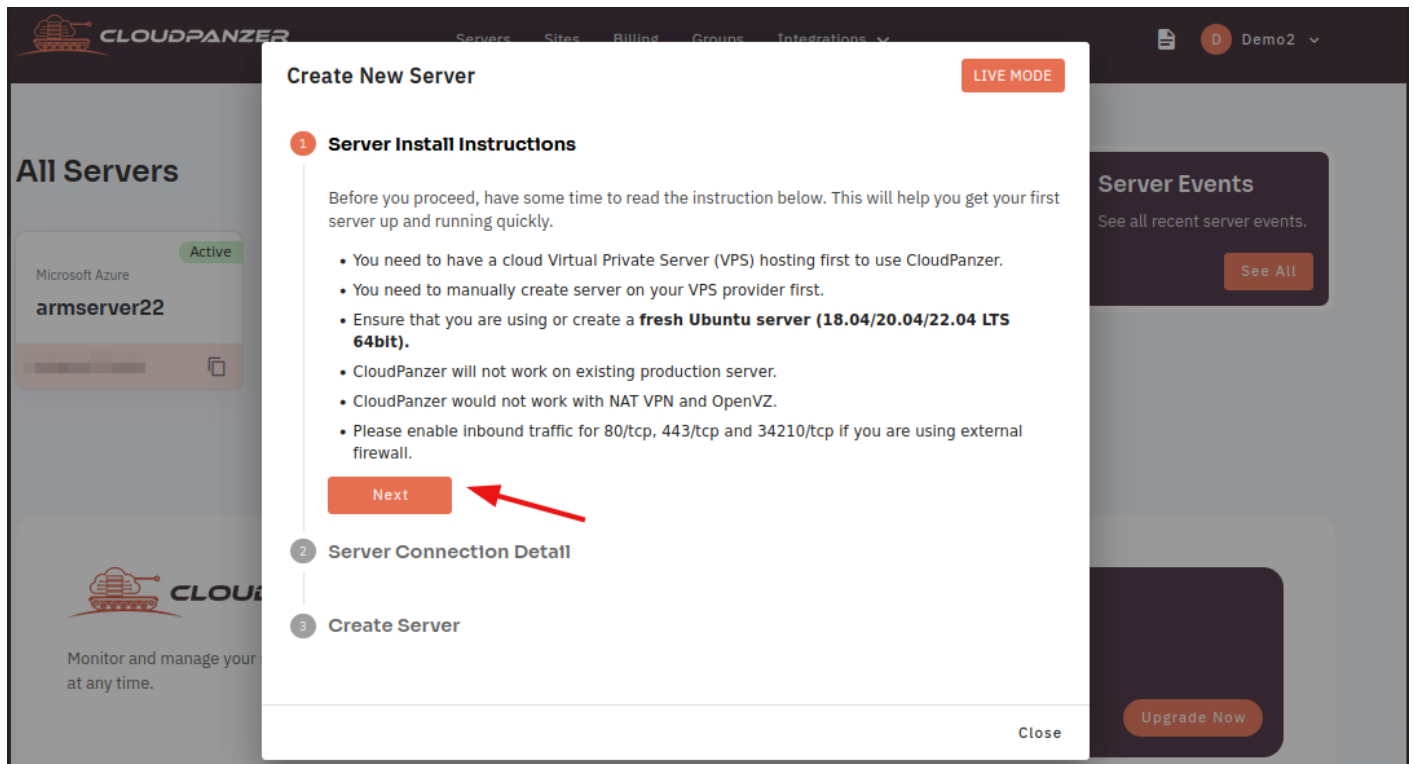 CLOUDPANZER
Servers Sites Billing Groups Integrations
D Demo2
Create New Server
LIVE MODE
All Servers
Active
Microsoft Azure
armserver22
1 Server Install Instructions
Before you proceed, have some time to read the instruction below. This will help you get your first
server up and running quickly.
• You need to have a cloud Virtual Private Server (VPS) hosting first to use CloudPanzer.
• You need to manually create server on your VPS provider first.
• Ensure that you are using or create a fresh Ubuntu server (18.04/20.04/22.04 LTS
64bit).
• CloudPanzer will not work on existing production server.
• CloudPanzer would not work with NAT VPN and OpenVZ.
• Please enable inbound traffic for 80/tcp, 443/tcp and 34210/tcp if you are using external
firewall.
Next
2 Server Connection Detail
3 Create Server
Close
Server Events
See all recent server events.
See All
CLOUD
Monitor and manage your
at any time.
Upgrade Now